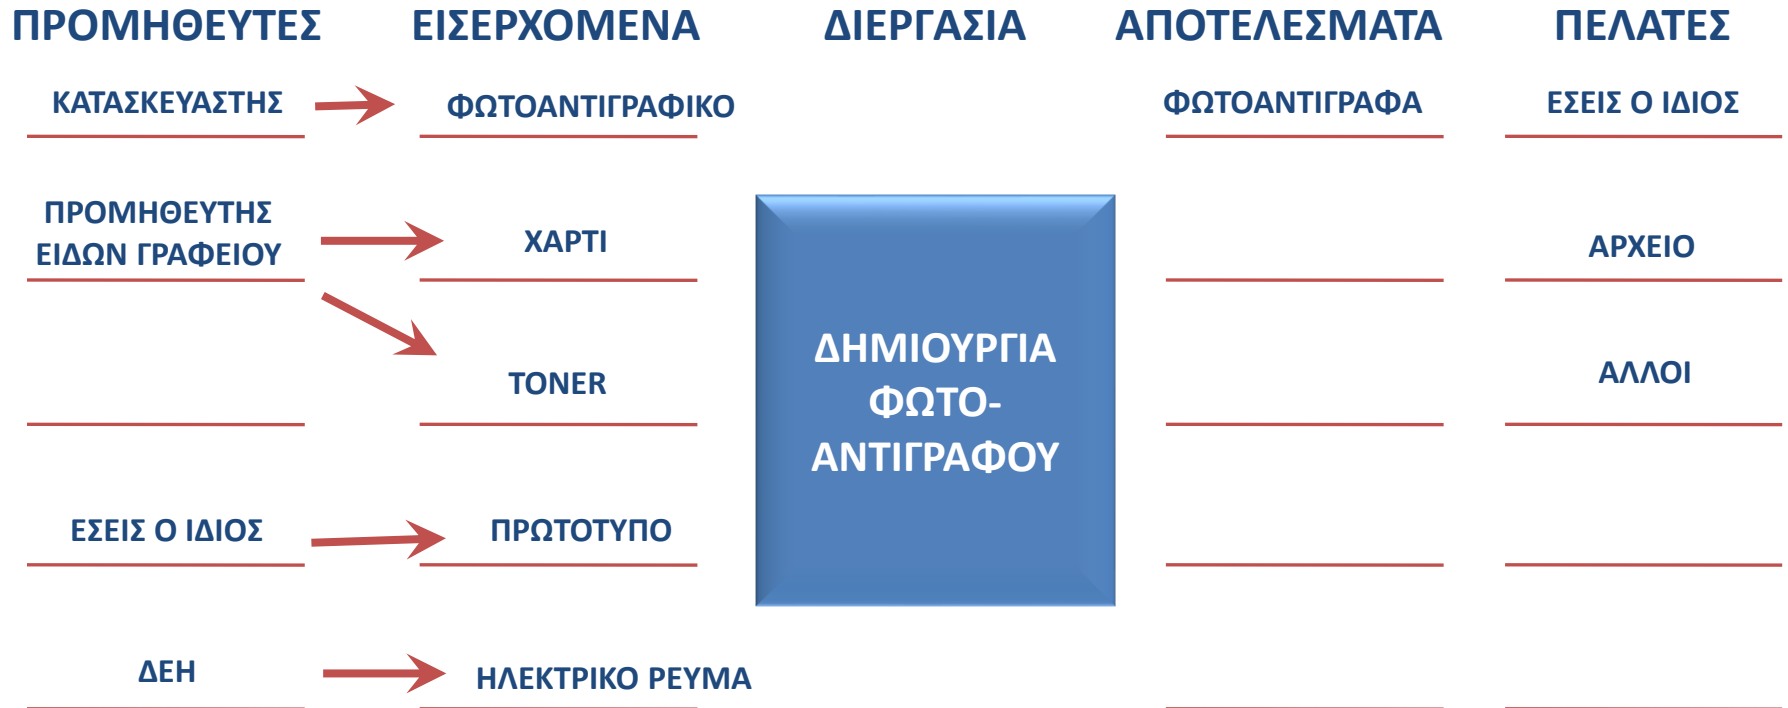 ΠΡΟΜΗΘΕΥΤΕΣ ΕΙΣΕΡΧΟΜΕΝΑ ΔΙΕΡΓΑΣΙΑ ΑΠΟΤΕΛΕΣΜΑΤΑ ΠΕΛΑΤΕΣ
ΚΑΤΑΣΚΕΥΑΣΤΗΣ ΦΩΤΟΑΝΤΙΓΡΑΦΙΚΟ ΦΩΤΟΑΝΤΙΓΡΑΦΑ ΕΣΕΙΣ Ο ΙΔΙΟΣ
ΠΡΟΜΗΘΕΥΤΗΣ
ΕΙΔΩΝ ΓΡΑΦΕΙΟΥ ΧΑΡΤΙ ΑΡΧΕΙΟ
TONER ΑΛΛΟΙ
ΔΗΜΙΟΥΡΓΙΑ
ΦΩΤΟ-
ΑΝΤΙΓΡΑΦΟΥ
ΕΣΕΙΣ Ο ΙΔΙΟΣ ΠΡΩΤΟΤΥΠΟ
ΔΕΗ ΗΛΕΚΤΡΙΚΟ ΡΕΥΜΑ